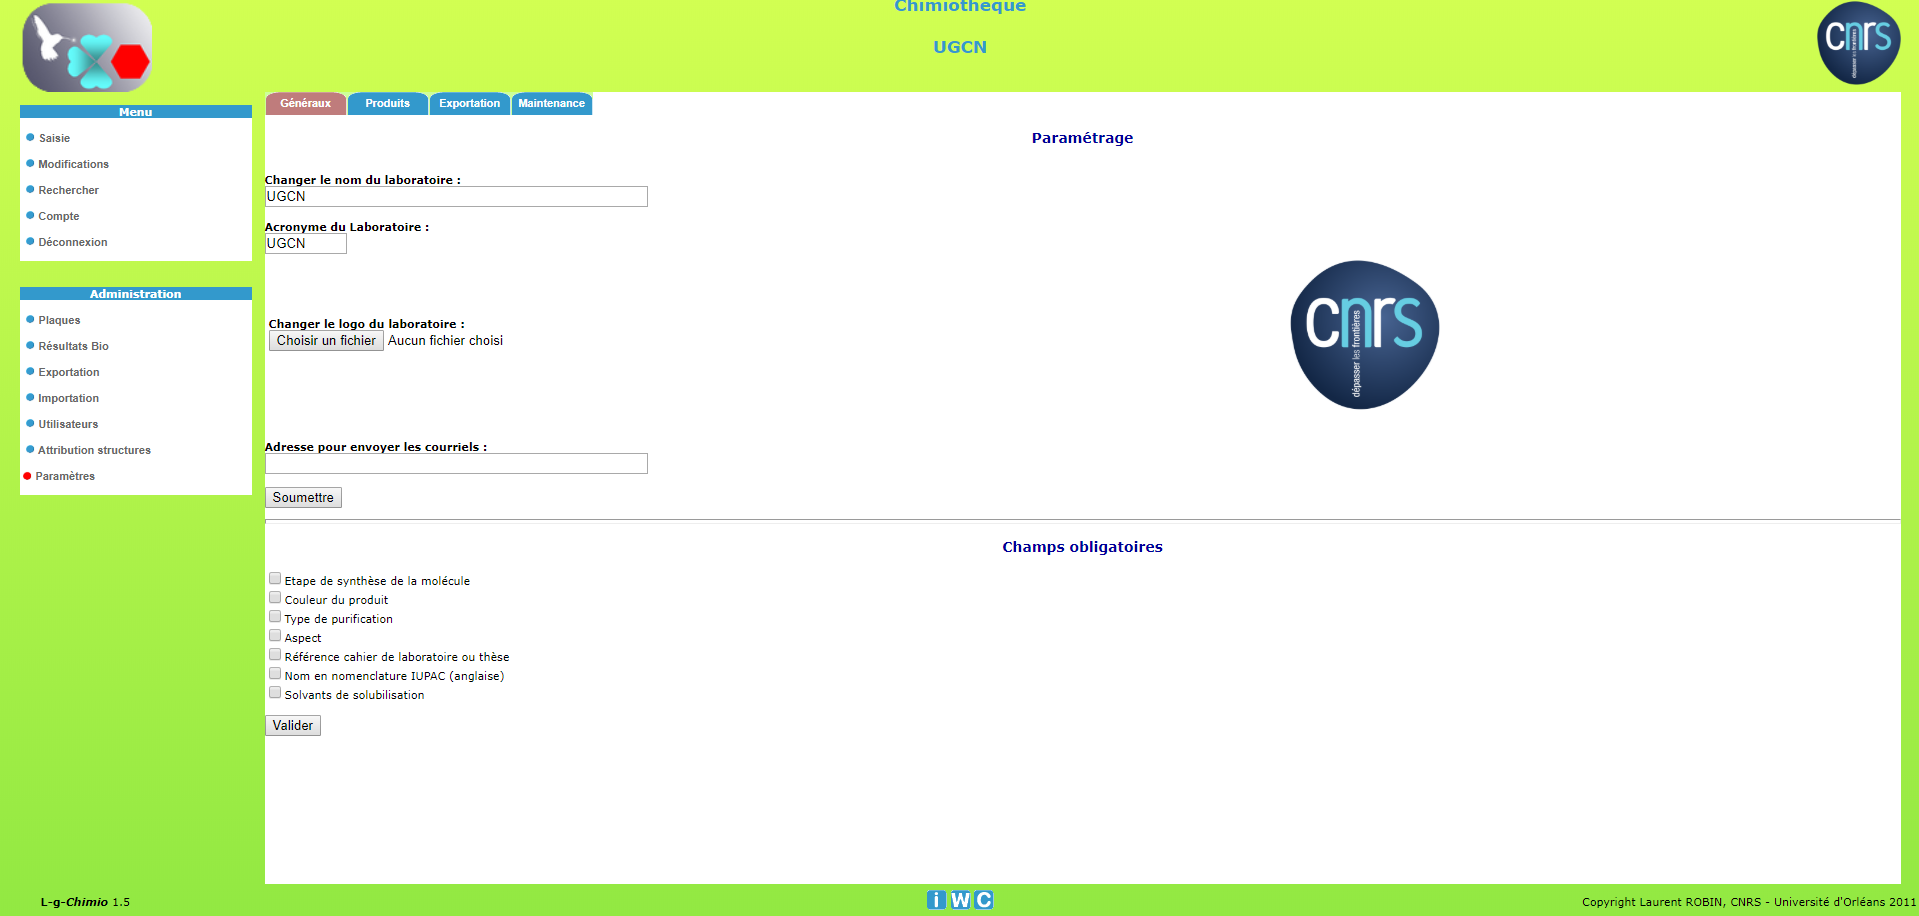 Chimiothèque
UGCN
cnrs
dépasser les frontières
Menu
Saisie
Modifications
Rechercher
Compte
Déconnexion
Administration
Plaques
Résultats Bio
Exportation
Importation
Utilisateurs
Attribution structures
Paramètres
Généraux Produits Exportation Maintenance
Paramétrage
Changer le nom du laboratoire :
UGCN
Acronyme du Laboratoire :
UGCN
Changer le logo du laboratoire :
Choisir un fichier Aucun fichier choisi
cnrs
dépasser les frontières
Adresse pour envoyer les courriels :
Soumettre
Champs obligatoires
Etape de synthèse de la molécule
Couleur du produit
Type de purification
Aspect
Référence cahier de laboratoire ou thèse
Nom en nomenclature IUPAC (anglaise)
Solvants de solubilisation
Valider
L-g-Chimio 1.5
i W C
Copyright Laurent ROBIN, CNRS - Université d'Orléans 2011